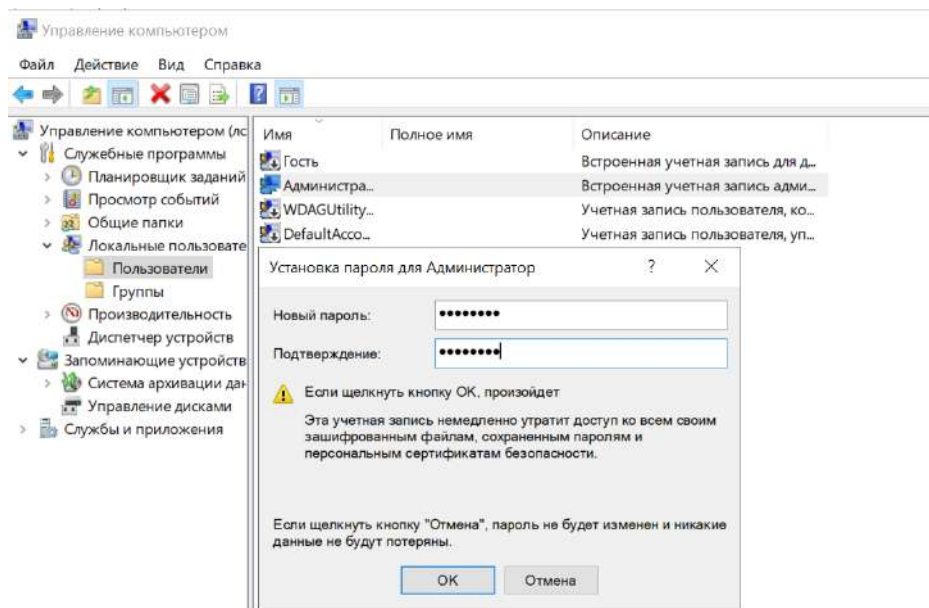 Управление компьютером
Файл Действие Вид Справка
Управление компьютером (лс
Служебные программы
Планировщик заданий
Просмотр событий
Общие папки
Локальные пользовате
Пользователи
Группы
Производительность
Диспетчер устройств
Запоминающие устройств
Система архивации дан
Управление дисками
Службы и приложения
Имя Полное имя Описание
Гость Встроенная учетная запись для д...
Администра... Встроенная учетная запись адми...
WDAGUtility... Учетная запись пользователя, ко...
DefaultAcco... Учетная запись пользователя, уп...
Установка пароля для Администратор ? ×
Новый пароль: ••••••••
Подтверждение: ••••••••
Если щелкнуть кнопку ОК, произойдет
Эта учетная запись немедленно утратит доступ ко всем своим
зашифрованным файлам, сохраненным паролям и
персональным сертификатам безопасности.
Если щелкнуть кнопку "Отмена", пароль не будет изменен и никакие
данные не будут потеряны.
ОК Отмена